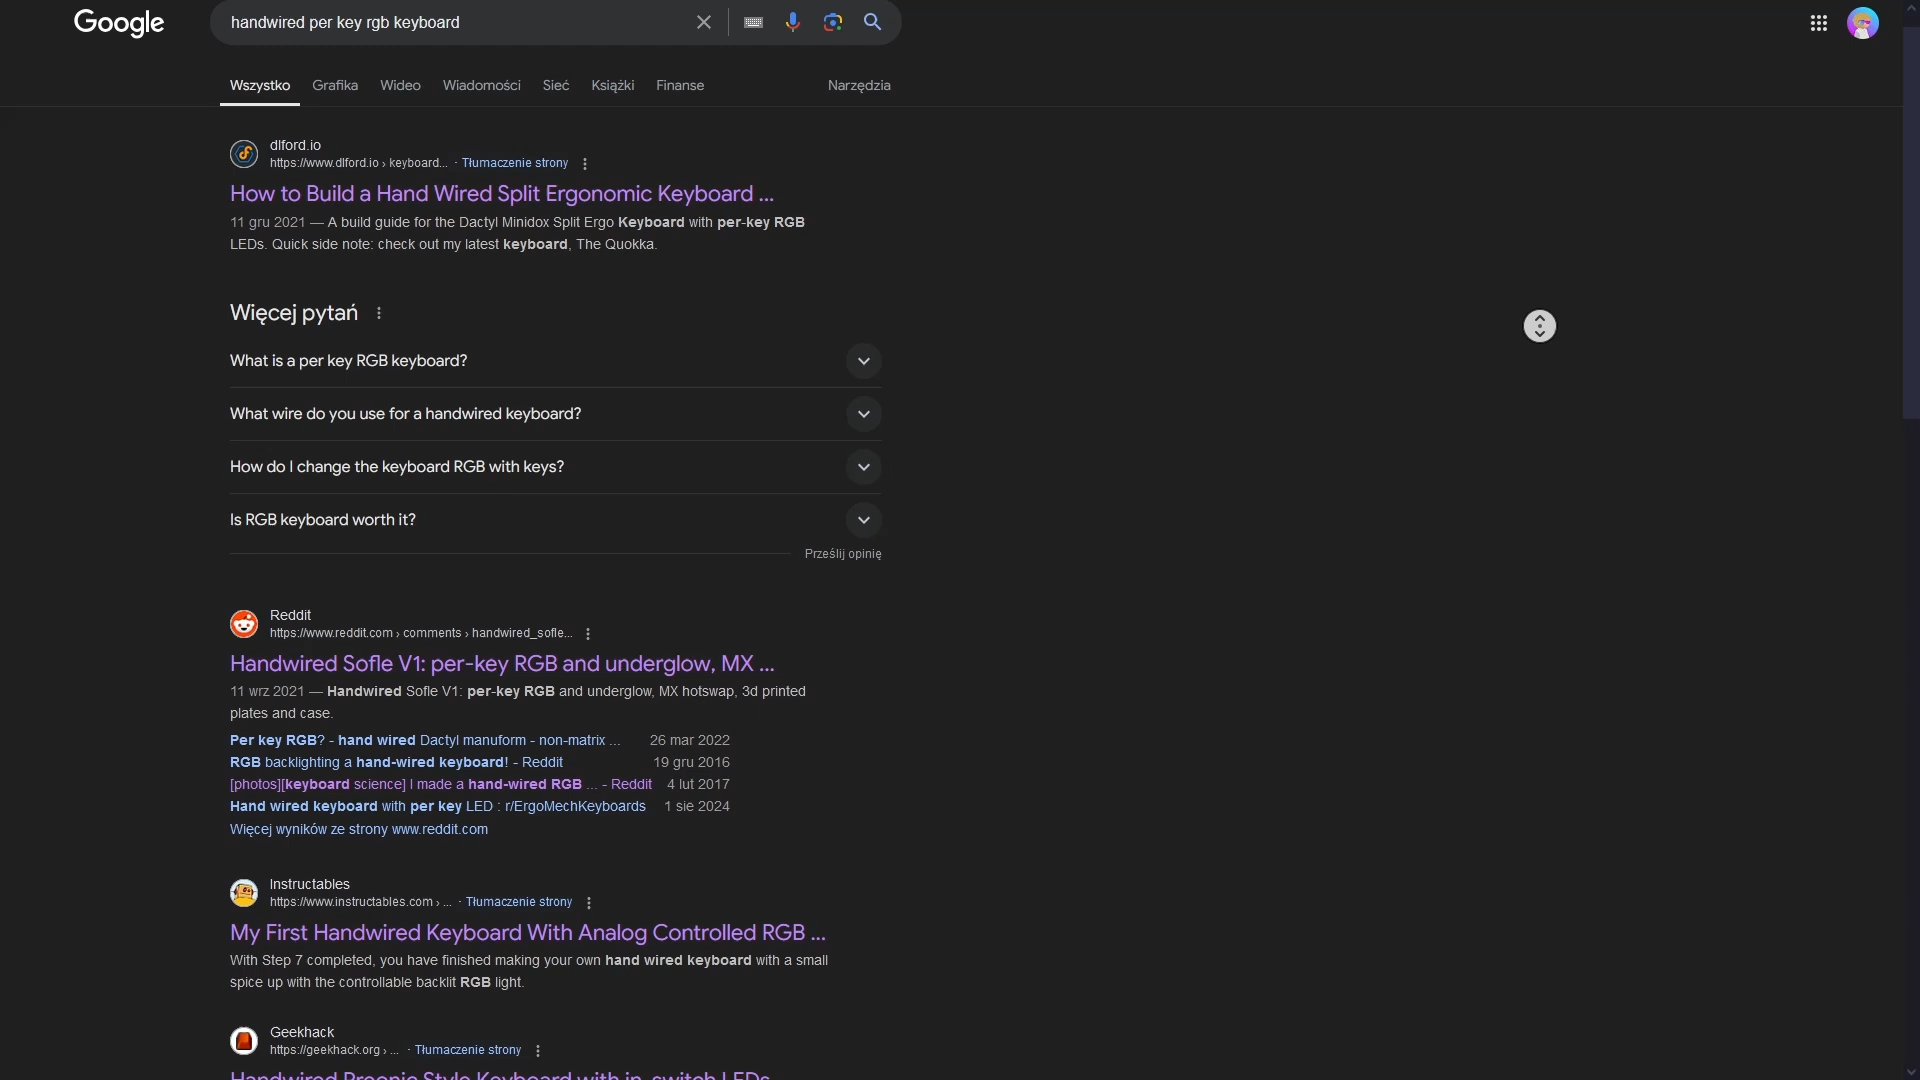 Google
handwired per key rgb keyboard
Wszystko Grafika Wideo Wiadomości Sieć Książki Finanse Narzędzia
dlford.io
https://www.dlford.io › keyboard... · Tłumaczenie strony
How to Build a Hand Wired Split Ergonomic Keyboard ...
11 gru 2021 — A build guide for the Dactyl Minidox Split Ergo Keyboard with per-key RGB
LEDs. Quick side note: check out my latest keyboard, The Quokka.
Więcej pytań
What is a per key RGB keyboard?
What wire do you use for a handwired keyboard?
How do I change the keyboard RGB with keys?
Is RGB keyboard worth it?
Prześlij opinię
Reddit
https://www.reddit.com › comments › handwired_sofle...
Handwired Sofle V1: per-key RGB and underglow, MX ...
11 wrz 2021 — Handwired Sofle V1: per-key RGB and underglow, MX hotswap, 3d printed
plates and case.
Per key RGB? - hand wired Dactyl manuform - non-matrix ... 26 mar 2022
RGB backlighting a hand-wired keyboard! - Reddit 19 gru 2016
[photos][keyboard science] I made a hand-wired RGB ... - Reddit 4 lut 2017
Hand wired keyboard with per key LED : r/ErgoMechKeyboards 1 sie 2024
Więcej wyników ze strony www.reddit.com
Instructables
https://www.instructables.com › ... · Tłumaczenie strony
My First Handwired Keyboard With Analog Controlled RGB ...
With Step 7 completed, you have finished making your own hand wired keyboard with a small
spice up with the controllable backlit RGB light.
Geekhack
https://geekhack.org › ... · Tłumaczenie strony
Handwired Preonic Style Keyboard with in-switch LEDs